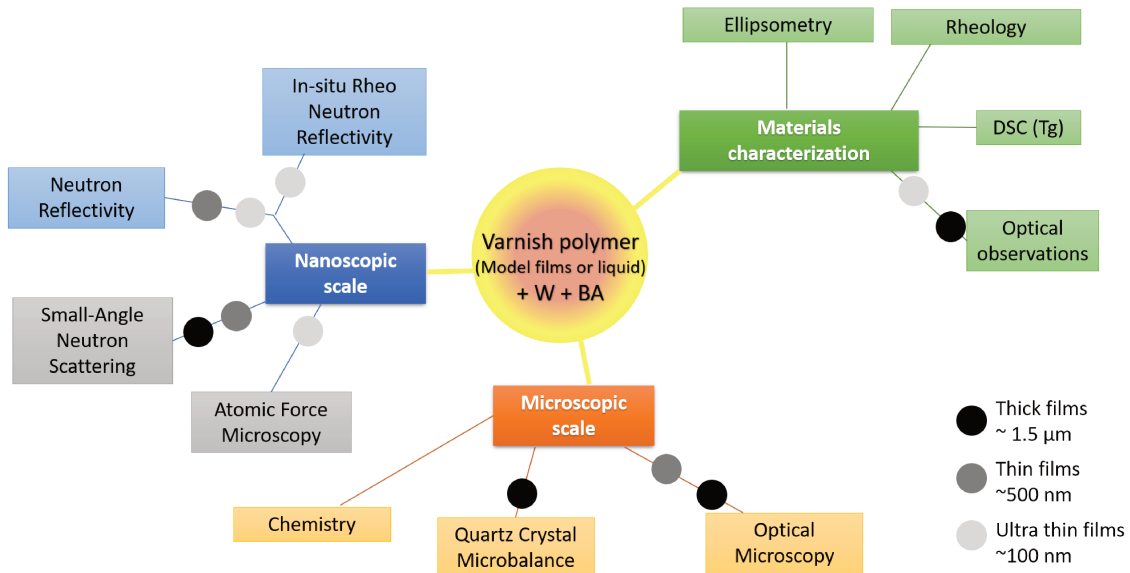 Ellipsometry
Rheology
In-situ Rheo
Neutron
Reflectivity
Materials
characterization
DSC (Tg)
Neutron
Reflectivity
Optical
observations
Varnish polymer
(Model films or liquid)
+ W + BA
Nanoscopic
scale
Small-Angle
Neutron
Scattering
Atomic Force
Microscopy
Microscopic
scale
Chemistry
Quartz Crystal
Microbalance
Optical
Microscopy
Thick films
~ 1.5 µm
Thin films
~500 nm
Ultra thin films
~100 nm